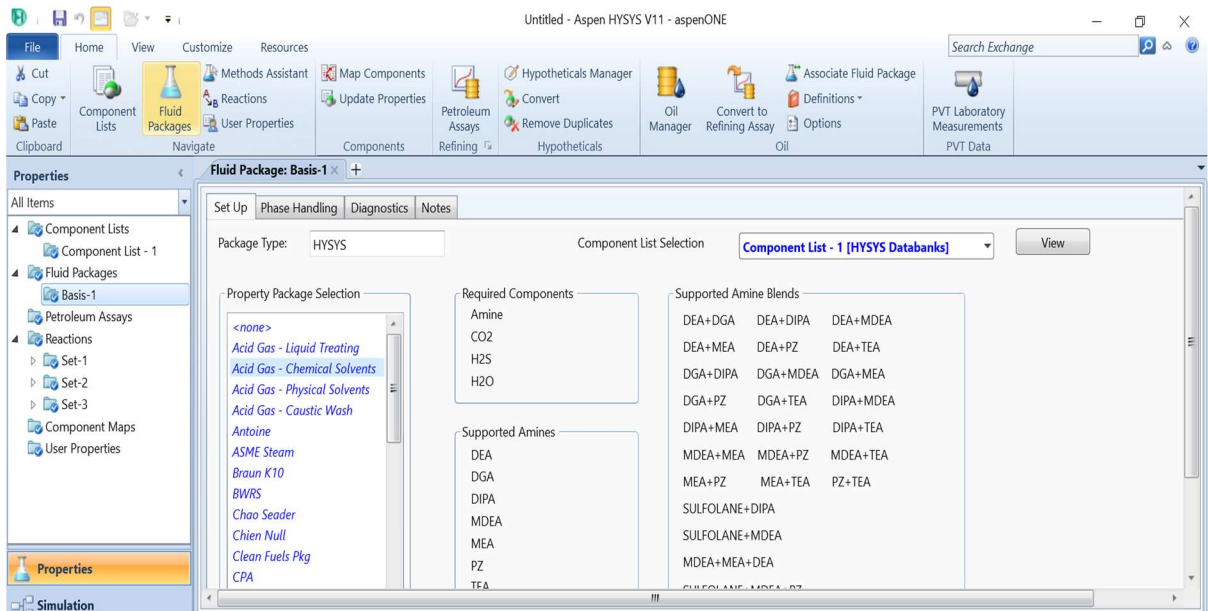 Untitled - Aspen HYSYS V11 - aspenONE
File Home View Customize Resources Search Exchange
Cut
Copy
Paste
Clipboard
Component Lists
Fluid Packages
Methods Assistant
Reactions
User Properties
Navigate
Map Components
Update Properties
Components
Petroleum Assays
Refining
Hypotheticals Manager
Convert
Remove Duplicates
Hypotheticals
Oil Manager
Convert to Refining Assay
Associate Fluid Package
Definitions
Options
Oil
PVT Laboratory Measurements
PVT Data
Properties
All Items
Component Lists
Component List - 1
Fluid Packages
Basis-1
Petroleum Assays
Reactions
Set-1
Set-2
Set-3
Component Maps
User Properties
Properties
Simulation
Fluid Package: Basis-1 × +
Set Up Phase Handling Diagnostics Notes
Package Type: HYSYS Component List Selection Component List - 1 [HYSYS Databanks] View
Property Package Selection
<none>
Acid Gas - Liquid Treating
Acid Gas - Chemical Solvents
Acid Gas - Physical Solvents
Acid Gas - Caustic Wash
Antoine
ASME Steam
Braun K10
BWRS
Chao Seader
Chien Null
Clean Fuels Pkg
CPA
Required Components
Amine
CO2
H2S
H2O
Supported Amines
DEA
DGA
DIPA
MDEA
MEA
PZ
TEA
Supported Amine Blends
DEA+DGA DEA+DIPA DEA+MDEA
DEA+MEA DEA+PZ DEA+TEA
DGA+DIPA DGA+MDEA DGA+MEA
DGA+PZ DGA+TEA DIPA+MDEA
DIPA+MEA DIPA+PZ DIPA+TEA
MDEA+MEA MDEA+PZ MDEA+TEA
MEA+PZ MEA+TEA PZ+TEA
SULFOLANE+DIPA
SULFOLANE+MDEA
MDEA+MEA+DEA
SULFOLANE+MDEA+PZ